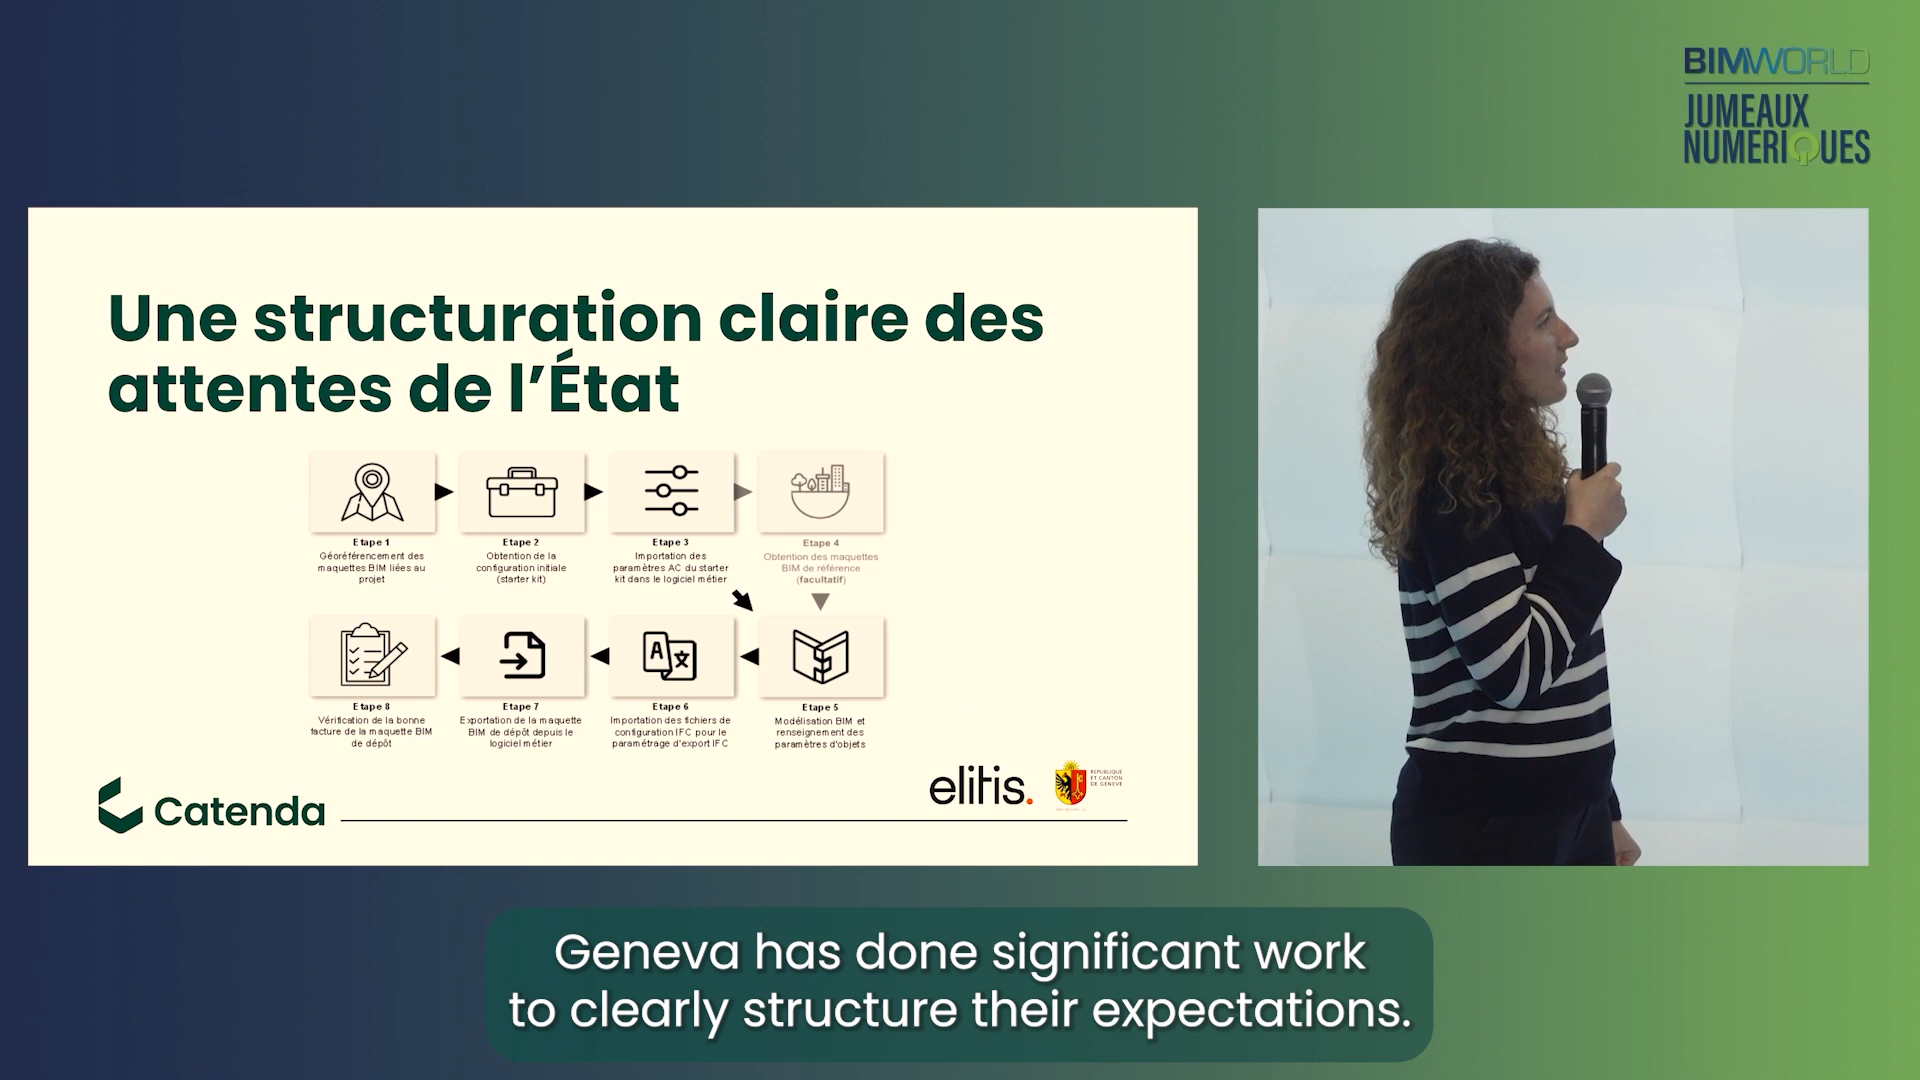 BIMWORLD
JUMEAUX
NUMERIQUES
Une structuration claire des
attentes de l'État
Etape 1
Géoréférencement des
maquettes BIM liées au
projet
Etape 2
Obtention de la
configuration initiale
(starter kit)
Etape 3
Importation des
paramètres AC du starter
kit dans le logiciel métier
Etape 4
Obtention des maquettes
BIM de référence
(facultatif)
Etape 8
Vérification de la bonne
facture de la maquette BIM
de dépôt
Etape 7
Exportation de la maquette
BIM de dépôt depuis le
logiciel métier
A 文
Etape 6
Importation des fichiers de
configuration IFC pour le
paramétrage d'export IFC
Etape 5
Modélisation BIM et
renseignement des
paramètres d'objets
Catenda
elitis.
REPUBLIQUE
ET CANTON
DE GENEVE
Geneva has done significant work
to clearly structure their expectations.